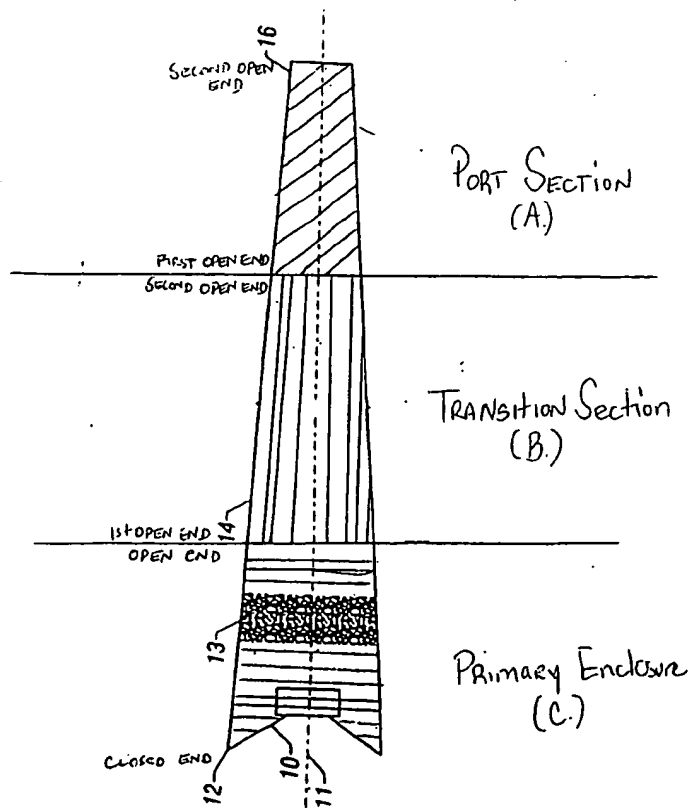 16
SECOND OPEN
END
PORT SECTION
(A.)
FIRST OPEN END
SECOND OPEN END
TRANSITION Section
(B.)
14
1st OPEN END
OPEN END
13
Primary Enclosure
(C.)
CLOSED END
12
10
11